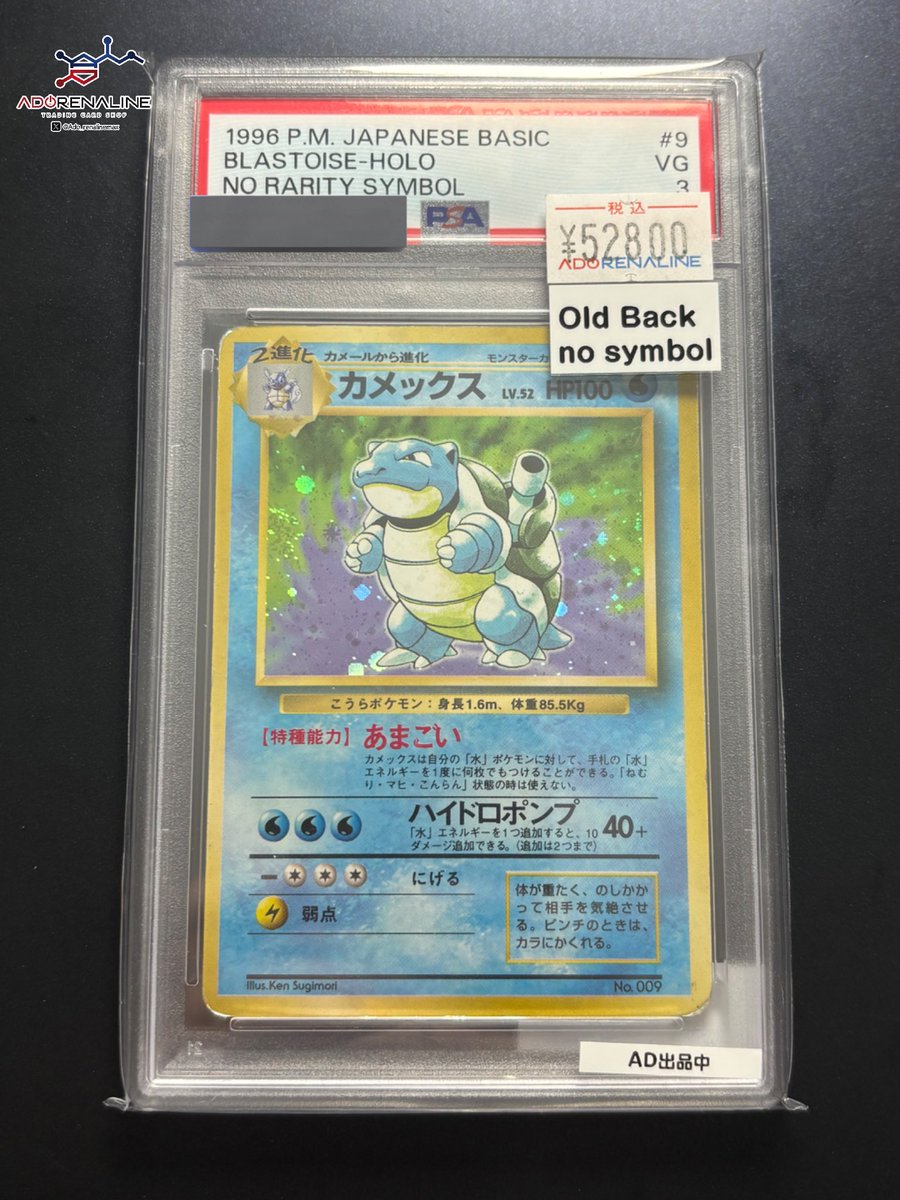 ADORENALINE
TRADING CARD SHOP
X @Ado_renalinemax
1996 P.M. JAPANESE BASIC #9
BLASTOISE-HOLO VG
NO RARITY SYMBOL 3
PSA
税込
¥52800
ADORENALINE
Old Back
no symbol
2進化 カメールから進化 モンスターカ
カメックス LV.52 HP100
こうらポケモン:身長1.6m、体重85.5Kg
【特種能力】あまごい
カメックスは自分の「水」ポケモンに対して、手札の「水」
エネルギーを1度に何枚でもつけることができる。「ねむ
り・マヒ・こんらん」状態の時は使えない。
ハイドロポンプ
「水」エネルギーを1つ追加すると、10 40+
ダメージ追加できる。(追加は2つまで)
にげる
弱点
体が重たく、のしかか
って相手を気絶させ
る。ピンチのときは、
カラにかくれる。
Illus.Ken Sugimori No.009
AD出品中